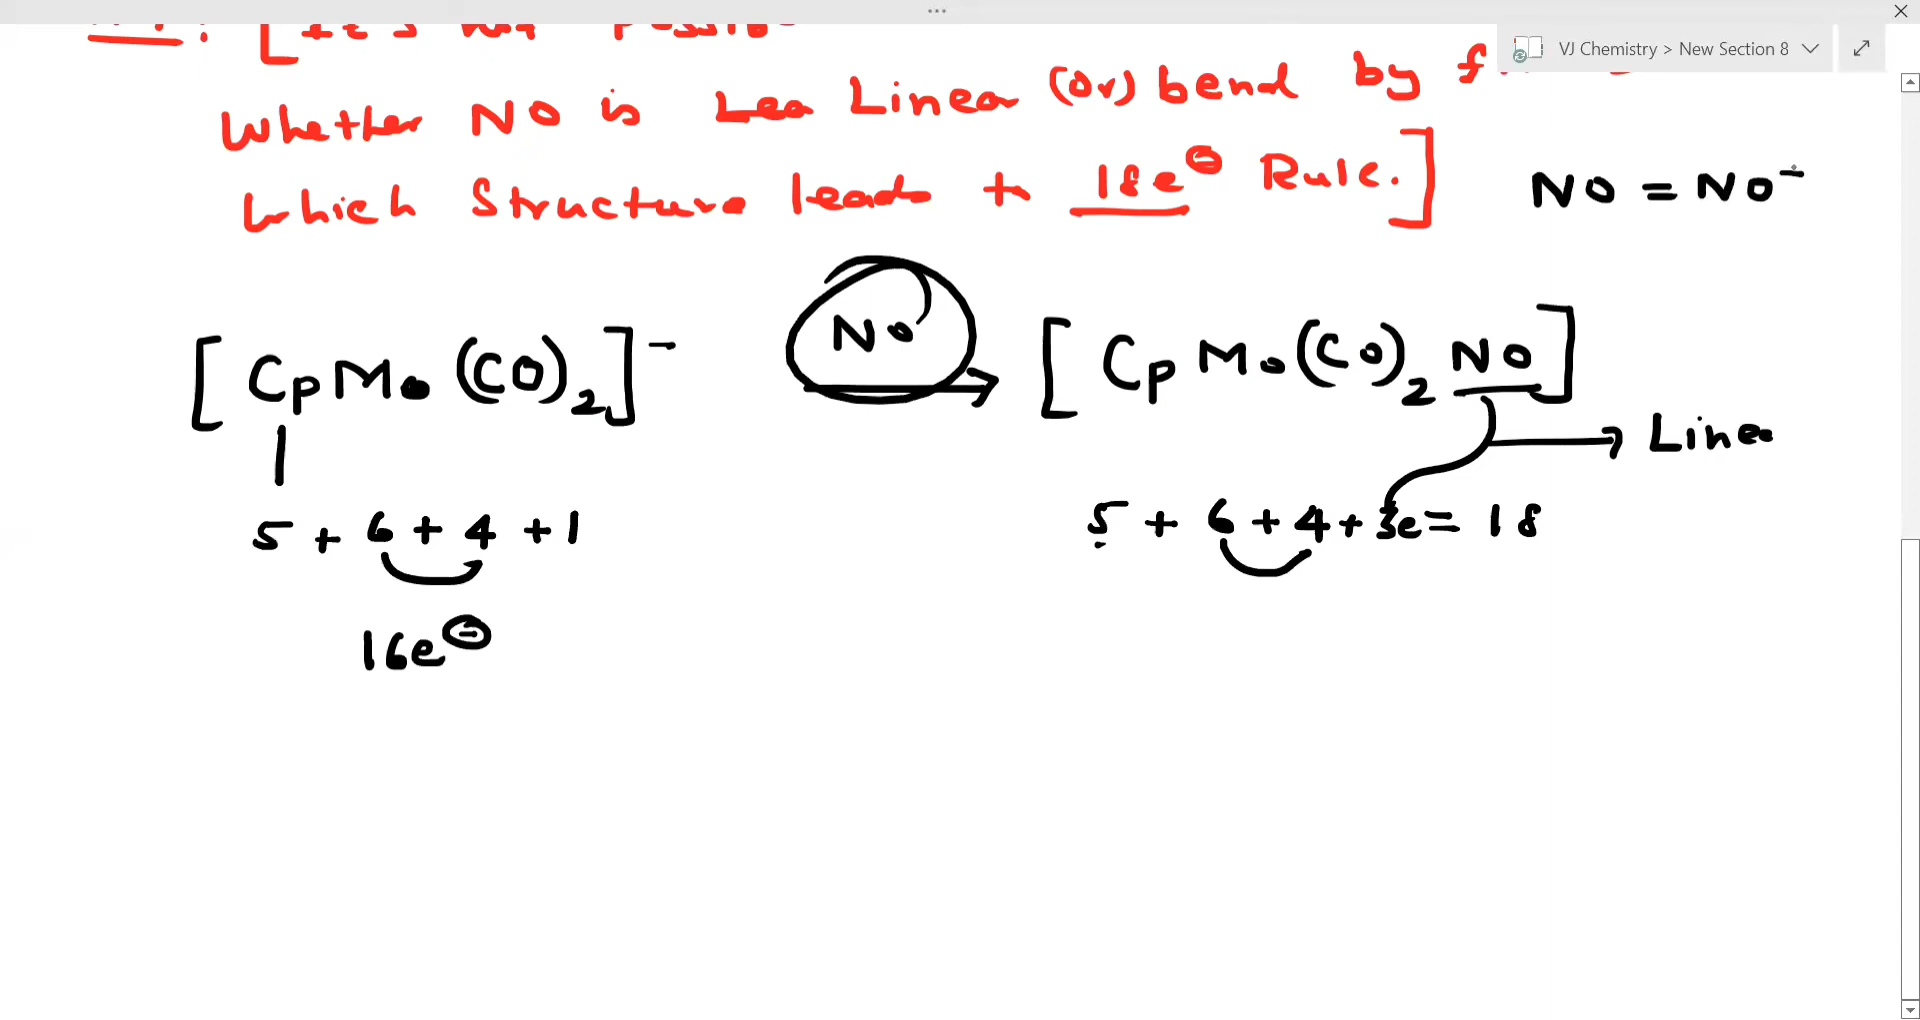 VJ Chemistry > New Section 8
Whether NO is Linear (or) bend by
Which Structure leads to 18e⊖ Rule.]
NO = NO⁻
[CpMo(CO)₂]⁻
NO
[CpMo(CO)₂NO]
Linea
5 + 6 + 4 + 1
5 + 6 + 4 + 3e = 18
16e⊖